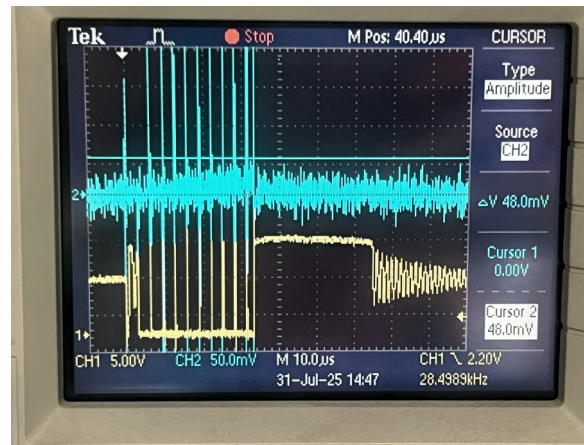 Tek Stop M Pos: 40.40µs CURSOR
Type
Amplitude
Source
CH2
2
ΔV 48.0mV
Cursor 1
0.00V
Cursor 2
48.0mV
1
CH1 5.00V CH2 50.0mV M 10.0µs CH1 2.20V
31-Jul-25 14:47 28.4989kHz